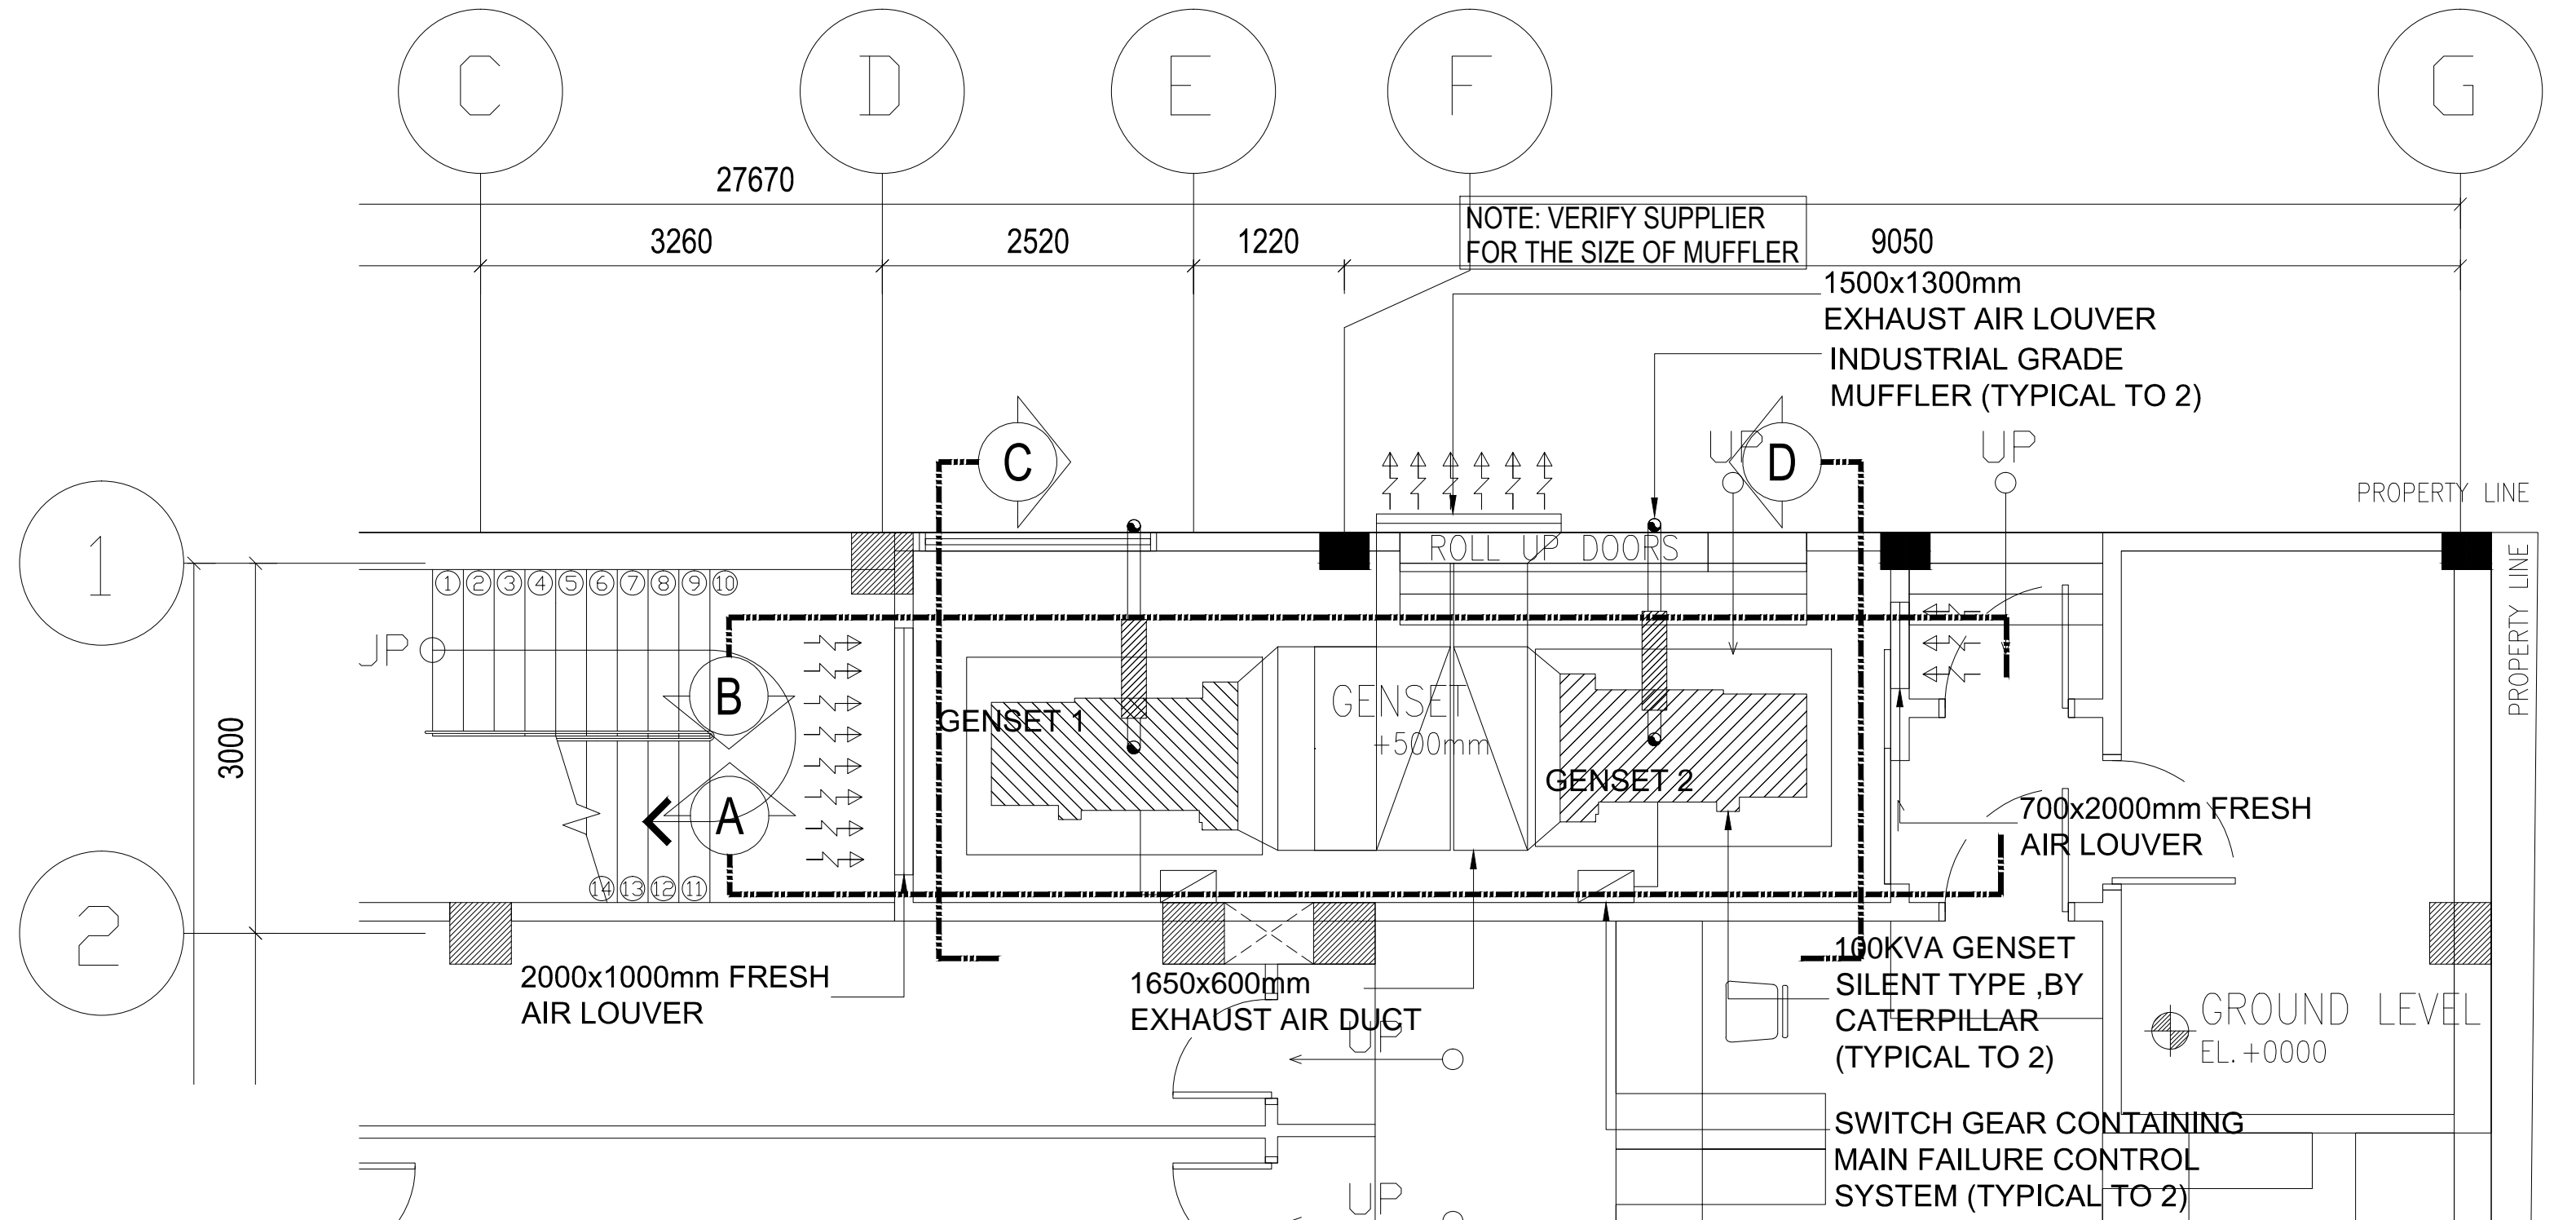 C
D
E
F
G
27670
3260
2520
1220
9050
NOTE: VERIFY SUPPLIER
FOR THE SIZE OF MUFFLER
1500x1300mm
EXHAUST AIR LOUVER
INDUSTRIAL GRADE
MUFFLER (TYPICAL TO 2)
C
UP
D
UP
PROPERTY LINE
1
ROLL UP DOORS
PROPERTY LINE
1
2
3
4
5
6
7
8
9
10
UP
B
GENSET 1
GENSET
+500mm
GENSET 2
3000
A
700x2000mm FRESH
AIR LOUVER
14
13
12
11
2
2000x1000mm FRESH
AIR LOUVER
1650x600mm
EXHAUST AIR DUCT
UP
100KVA GENSET
SILENT TYPE ,BY
CATERPILLAR
(TYPICAL TO 2)
GROUND LEVEL
EL.+0000
SWITCH GEAR CONTAINING
MAIN FAILURE CONTROL
SYSTEM (TYPICAL TO 2)
UP